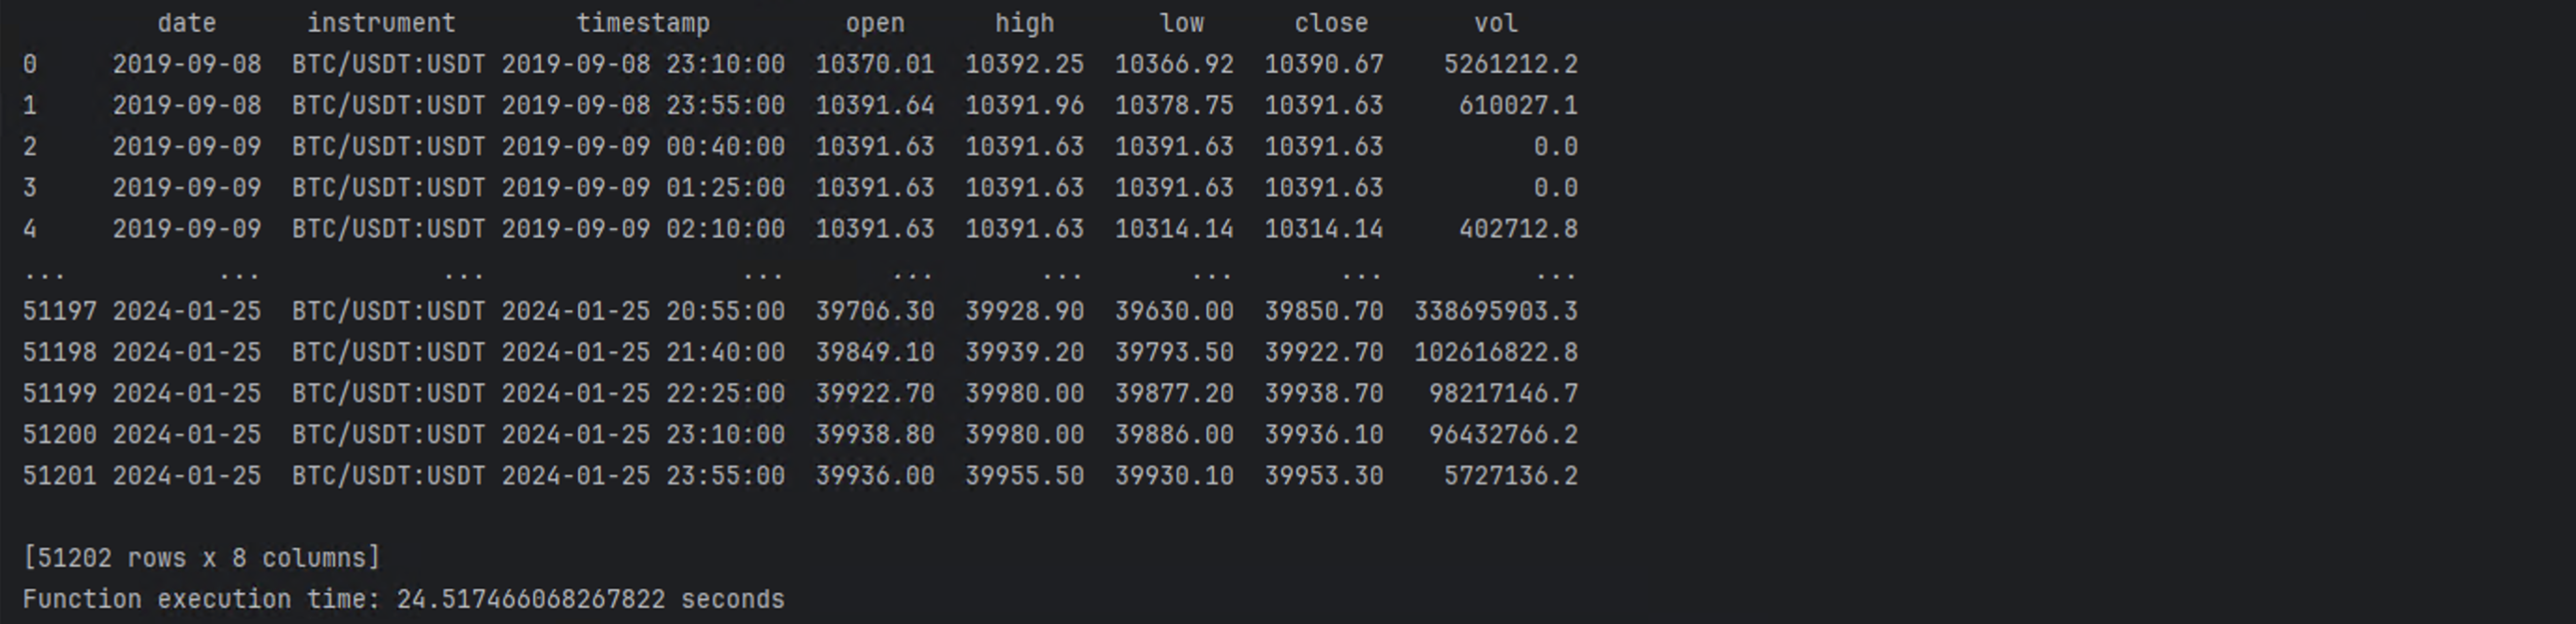 date instrument timestamp open high low close vol
0 2019-09-08 BTC/USDT:USDT 2019-09-08 23:10:00 10370.01 10392.25 10366.92 10390.67 5261212.2
1 2019-09-08 BTC/USDT:USDT 2019-09-08 23:55:00 10391.64 10391.96 10378.75 10391.63 610027.1
2 2019-09-09 BTC/USDT:USDT 2019-09-09 00:40:00 10391.63 10391.63 10391.63 10391.63 0.0
3 2019-09-09 BTC/USDT:USDT 2019-09-09 01:25:00 10391.63 10391.63 10391.63 10391.63 0.0
4 2019-09-09 BTC/USDT:USDT 2019-09-09 02:10:00 10391.63 10391.63 10314.14 10314.14 402712.8
... ... ... ... ... ... ... ... ...
51197 2024-01-25 BTC/USDT:USDT 2024-01-25 20:55:00 39706.30 39928.90 39630.00 39850.70 338695903.3
51198 2024-01-25 BTC/USDT:USDT 2024-01-25 21:40:00 39849.10 39939.20 39793.50 39922.70 102616822.8
51199 2024-01-25 BTC/USDT:USDT 2024-01-25 22:25:00 39922.70 39980.00 39877.20 39938.70 98217146.7
51200 2024-01-25 BTC/USDT:USDT 2024-01-25 23:10:00 39938.80 39980.00 39886.00 39936.10 96432766.2
51201 2024-01-25 BTC/USDT:USDT 2024-01-25 23:55:00 39936.00 39955.50 39930.10 39953.30 5727136.2
[51202 rows x 8 columns]
Function execution time: 24.517466068267822 seconds